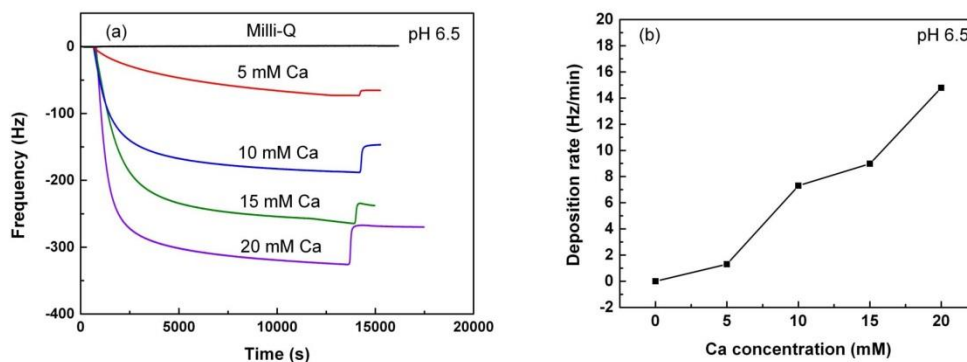 (a)
Milli-Q
pH 6.5
0
-100
-200
-300
-400
5 mM Ca
10 mM Ca
15 mM Ca
20 mM Ca
Frequency (Hz)
0
5000
10000
15000
20000
Time (s)
(b)
pH 6.5
18
16
14
12
10
8
6
4
2
0
-2
Deposition rate (Hz/min)
0
5
10
15
20
Ca concentration (mM)